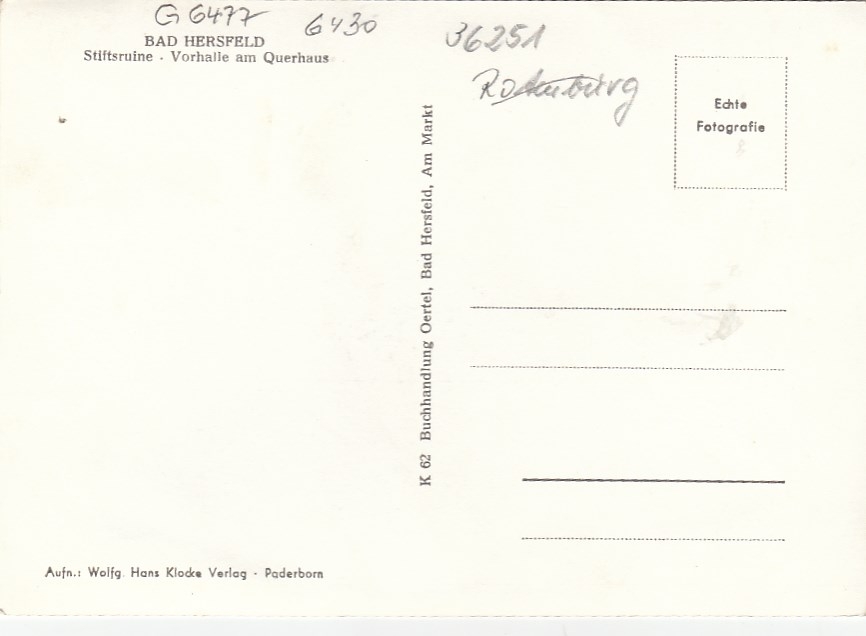 G 6477
6430
BAD HERSFELD
Stiftsruine · Vorhalle am Querhaus
36251
Rotenburg
Echte
Fotografie
K 62 Buchhandlung Oertel, Bad Hersfeld, Am Markt
Aufn.: Wolfg. Hans Klocke Verlag · Paderborn